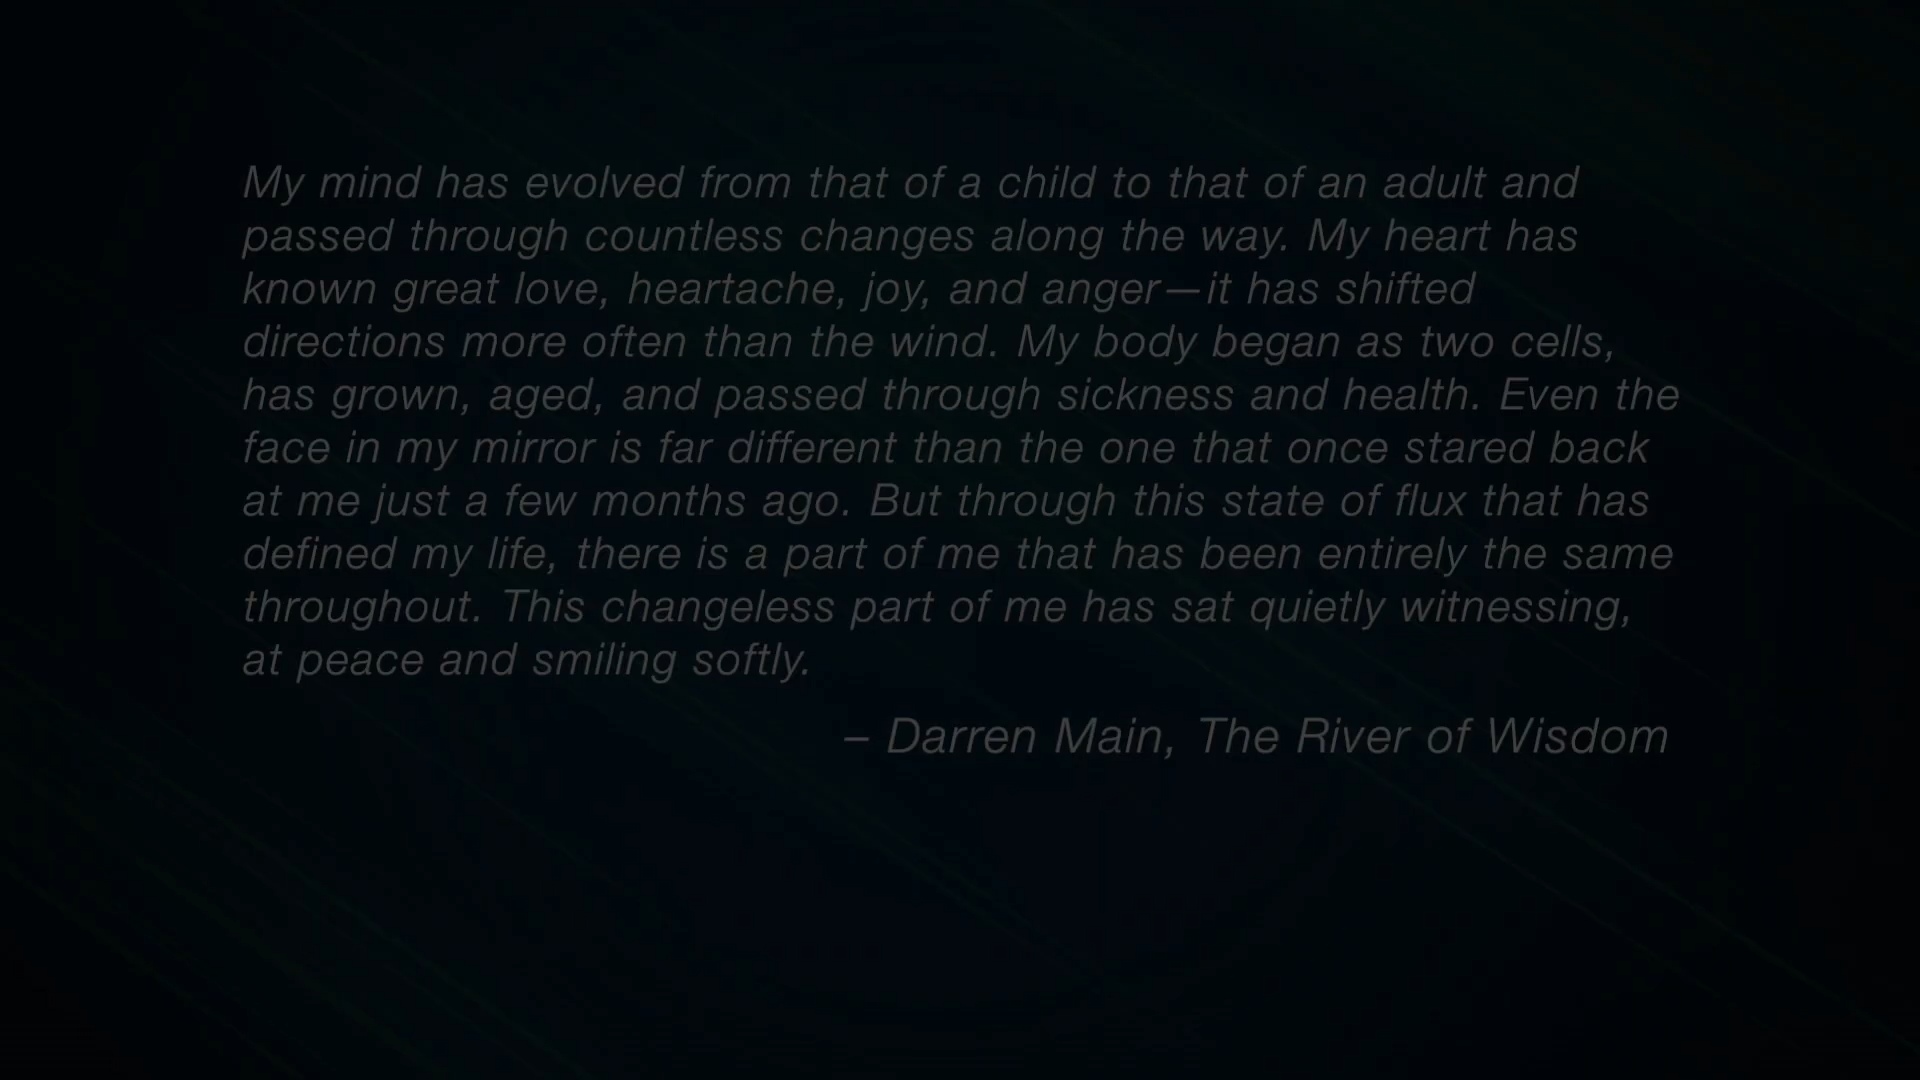 My mind has evolved from that of a child to that of an adult and
passed through countless changes along the way. My heart has
known great love, heartache, joy, and anger—it has shifted
directions more often than the wind. My body began as two cells,
has grown, aged, and passed through sickness and health. Even the
face in my mirror is far different than the one that once stared back
at me just a few months ago. But through this state of flux that has
defined my life, there is a part of me that has been entirely the same
throughout. This changeless part of me has sat quietly witnessing,
at peace and smiling softly.
– Darren Main, The River of Wisdom